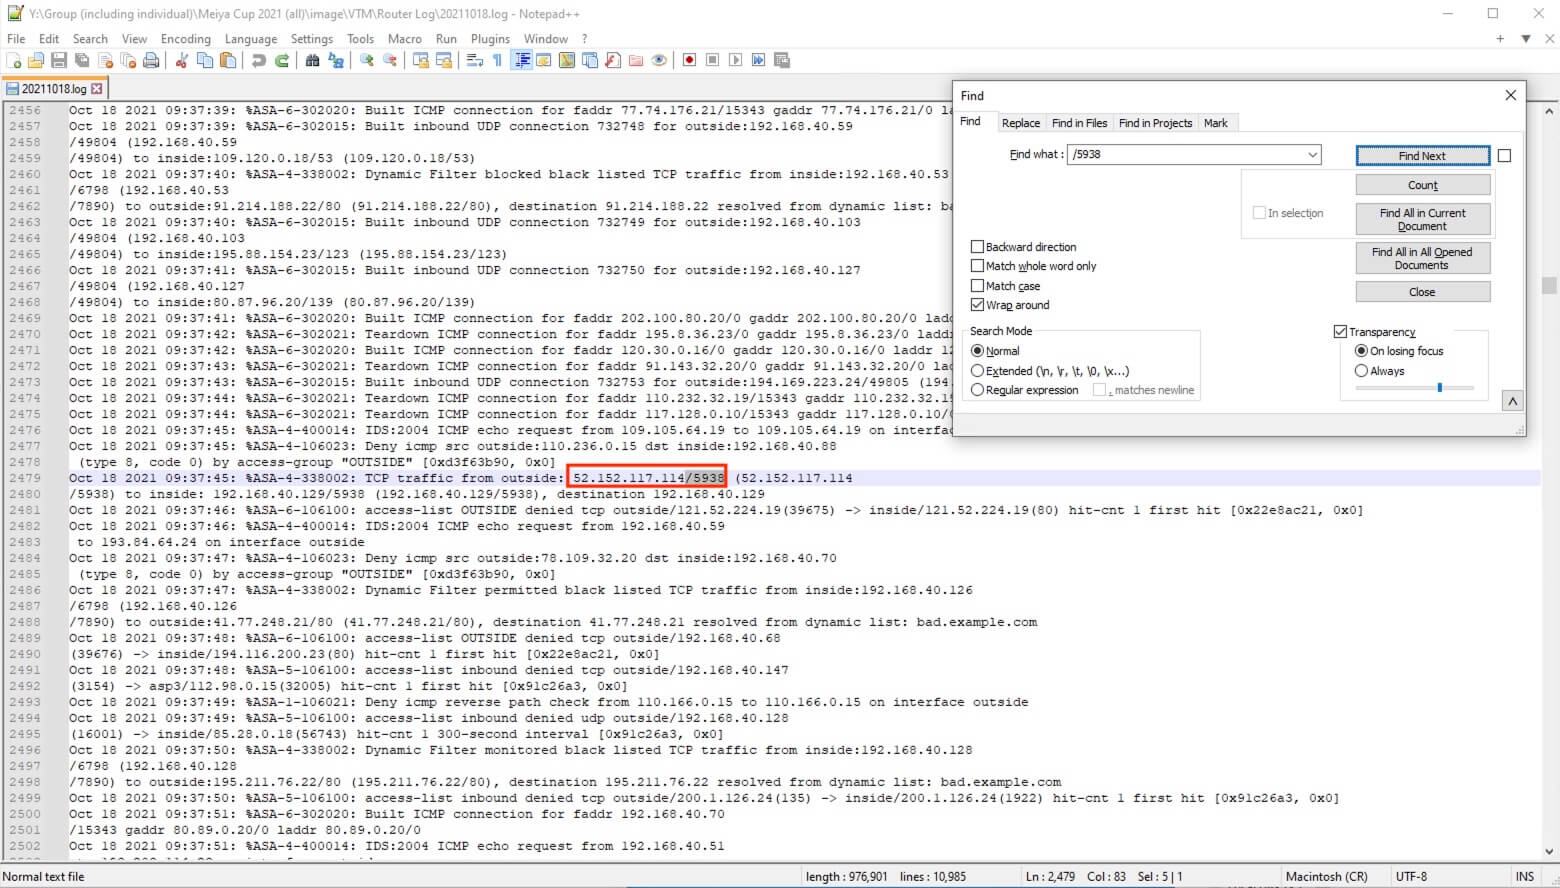 Y:\Group (including individual)\Meiya Cup 2021 (all)\image\VTM\Router Log\20211018.log - Notepad++
File Edit Search View Encoding Language Settings Tools Macro Run Plugins Window ?
20211018.log
2456 Oct 18 2021 09:37:39: %ASA-6-302020: Built ICMP connection for faddr 77.74.176.21/15343 gaddr 77.74.176.21/0 la
2457 Oct 18 2021 09:37:39: %ASA-6-302015: Built inbound UDP connection 732748 for outside:192.168.40.59
2458 /49804 (192.168.40.59
2459 /49804) to inside:109.120.0.18/53 (109.120.0.18/53)
2460 Oct 18 2021 09:37:40: %ASA-4-338002: Dynamic Filter blocked black listed TCP traffic from inside:192.168.40.53
2461 /6798 (192.168.40.53
2462 /7890) to outside:91.214.188.22/80 (91.214.188.22/80), destination 91.214.188.22 resolved from dynamic list: ba
2463 Oct 18 2021 09:37:40: %ASA-6-302015: Built inbound UDP connection 732749 for outside:192.168.40.103
2464 /49804 (192.168.40.103
2465 /49804) to inside:195.88.154.23/123 (195.88.154.23/123)
2466 Oct 18 2021 09:37:41: %ASA-6-302015: Built inbound UDP connection 732750 for outside:192.168.40.127
2467 /49804 (192.168.40.127
2468 /49804) to inside:80.87.96.20/139 (80.87.96.20/139)
2469 Oct 18 2021 09:37:41: %ASA-6-302020: Built ICMP connection for faddr 202.100.80.20/0 gaddr 202.100.80.20/0 lad
2470 Oct 18 2021 09:37:42: %ASA-6-302021: Teardown ICMP connection for faddr 195.8.36.23/0 gaddr 195.8.36.23/0 ladd
2471 Oct 18 2021 09:37:42: %ASA-6-302020: Built ICMP connection for faddr 120.30.0.16/0 gaddr 120.30.0.16/0 laddr 12
2472 Oct 18 2021 09:37:43: %ASA-6-302021: Teardown ICMP connection for faddr 91.143.32.20/0 gaddr 91.143.32.20/0 la
2473 Oct 18 2021 09:37:43: %ASA-6-302015: Built inbound UDP connection 732753 for outside:194.169.223.24/49805 (194.
2474 Oct 18 2021 09:37:44: %ASA-6-302021: Teardown ICMP connection for faddr 110.232.32.19/15343 gaddr 110.232.32.19
2475 Oct 18 2021 09:37:44: %ASA-6-302021: Teardown ICMP connection for faddr 117.128.0.10/15343 gaddr 117.128.0.10/0
2476 Oct 18 2021 09:37:45: %ASA-4-400014: IDS:2004 ICMP echo request from 109.105.64.19 to 109.105.64.19 on interfac
2477 Oct 18 2021 09:37:45: %ASA-4-106023: Deny icmp src outside:110.236.0.15 dst inside:192.168.40.88
2478 (type 8, code 0) by access-group "OUTSIDE" [0xd3f63b90, 0x0]
2479 Oct 18 2021 09:37:45: %ASA-4-338002: TCP traffic from outside: 52.152.117.114/5938 (52.152.117.114
2480 /5938) to inside: 192.168.40.129/5938 (192.168.40.129/5938), destination 192.168.40.129
2481 Oct 18 2021 09:37:46: %ASA-6-106100: access-list OUTSIDE denied tcp outside/121.52.224.19(39675) -> inside/121.52.224.19(80) hit-cnt 1 first hit [0x22e8ac21, 0x0]
2482 Oct 18 2021 09:37:46: %ASA-4-400014: IDS:2004 ICMP echo request from 192.168.40.59
2483 to 193.84.64.24 on interface outside
2484 Oct 18 2021 09:37:47: %ASA-4-106023: Deny icmp src outside:78.109.32.20 dst inside:192.168.40.70
2485 (type 8, code 0) by access-group "OUTSIDE" [0xd3f63b90, 0x0]
2486 Oct 18 2021 09:37:47: %ASA-4-338002: Dynamic Filter permitted black listed TCP traffic from inside:192.168.40.126
2487 /6798 (192.168.40.126
2488 /7890) to outside:41.77.248.21/80 (41.77.248.21/80), destination 41.77.248.21 resolved from dynamic list: bad.example.com
2489 Oct 18 2021 09:37:48: %ASA-6-106100: access-list OUTSIDE denied tcp outside/192.168.40.68
2490 (39676) -> inside/194.116.200.23(80) hit-cnt 1 first hit [0x22e8ac21, 0x0]
2491 Oct 18 2021 09:37:48: %ASA-5-106100: access-list inbound denied tcp outside/192.168.40.147
2492 (3154) -> asp3/112.98.0.15(32005) hit-cnt 1 first hit [0x91c26a3, 0x0]
2493 Oct 18 2021 09:37:49: %ASA-1-106021: Deny icmp reverse path check from 110.166.0.15 to 110.166.0.15 on interface outside
2494 Oct 18 2021 09:37:49: %ASA-5-106100: access-list inbound denied udp outside/192.168.40.128
2495 (16001) -> inside/85.28.0.18(56743) hit-cnt 1 300-second interval [0x91c26a3, 0x0]
2496 Oct 18 2021 09:37:50: %ASA-4-338002: Dynamic Filter monitored black listed TCP traffic from inside:192.168.40.128
2497 /6798 (192.168.40.128
2498 /7890) to outside:195.211.76.22/80 (195.211.76.22/80), destination 195.211.76.22 resolved from dynamic list: bad.example.com
2499 Oct 18 2021 09:37:50: %ASA-5-106100: access-list inbound denied tcp outside/200.1.126.24(135) -> inside/200.1.126.24(1922) hit-cnt 1 first hit [0x91c26a3, 0x0]
2500 Oct 18 2021 09:37:51: %ASA-6-302020: Built ICMP connection for faddr 192.168.40.70
2501 /15343 gaddr 80.89.0.20/0 laddr 80.89.0.20/0
2502 Oct 18 2021 09:37:51: %ASA-4-400014: IDS:2004 ICMP echo request from 192.168.40.51
Find
Find Replace Find in Files Find in Projects Mark
Find what : /5938
Find Next
Count
In selection
Find All in Current Document
Backward direction
Match whole word only
Find All in All Opened Documents
Match case
Close
Wrap around
Search Mode
Normal
Extended (\n, \r, \t, \0, \x...)
Regular expression . matches newline
Transparency
On losing focus
Always
Normal text file length : 976,901 lines : 10,985 Ln : 2,479 Col : 83 Sel : 5 | 1 Macintosh (CR) UTF-8 INS